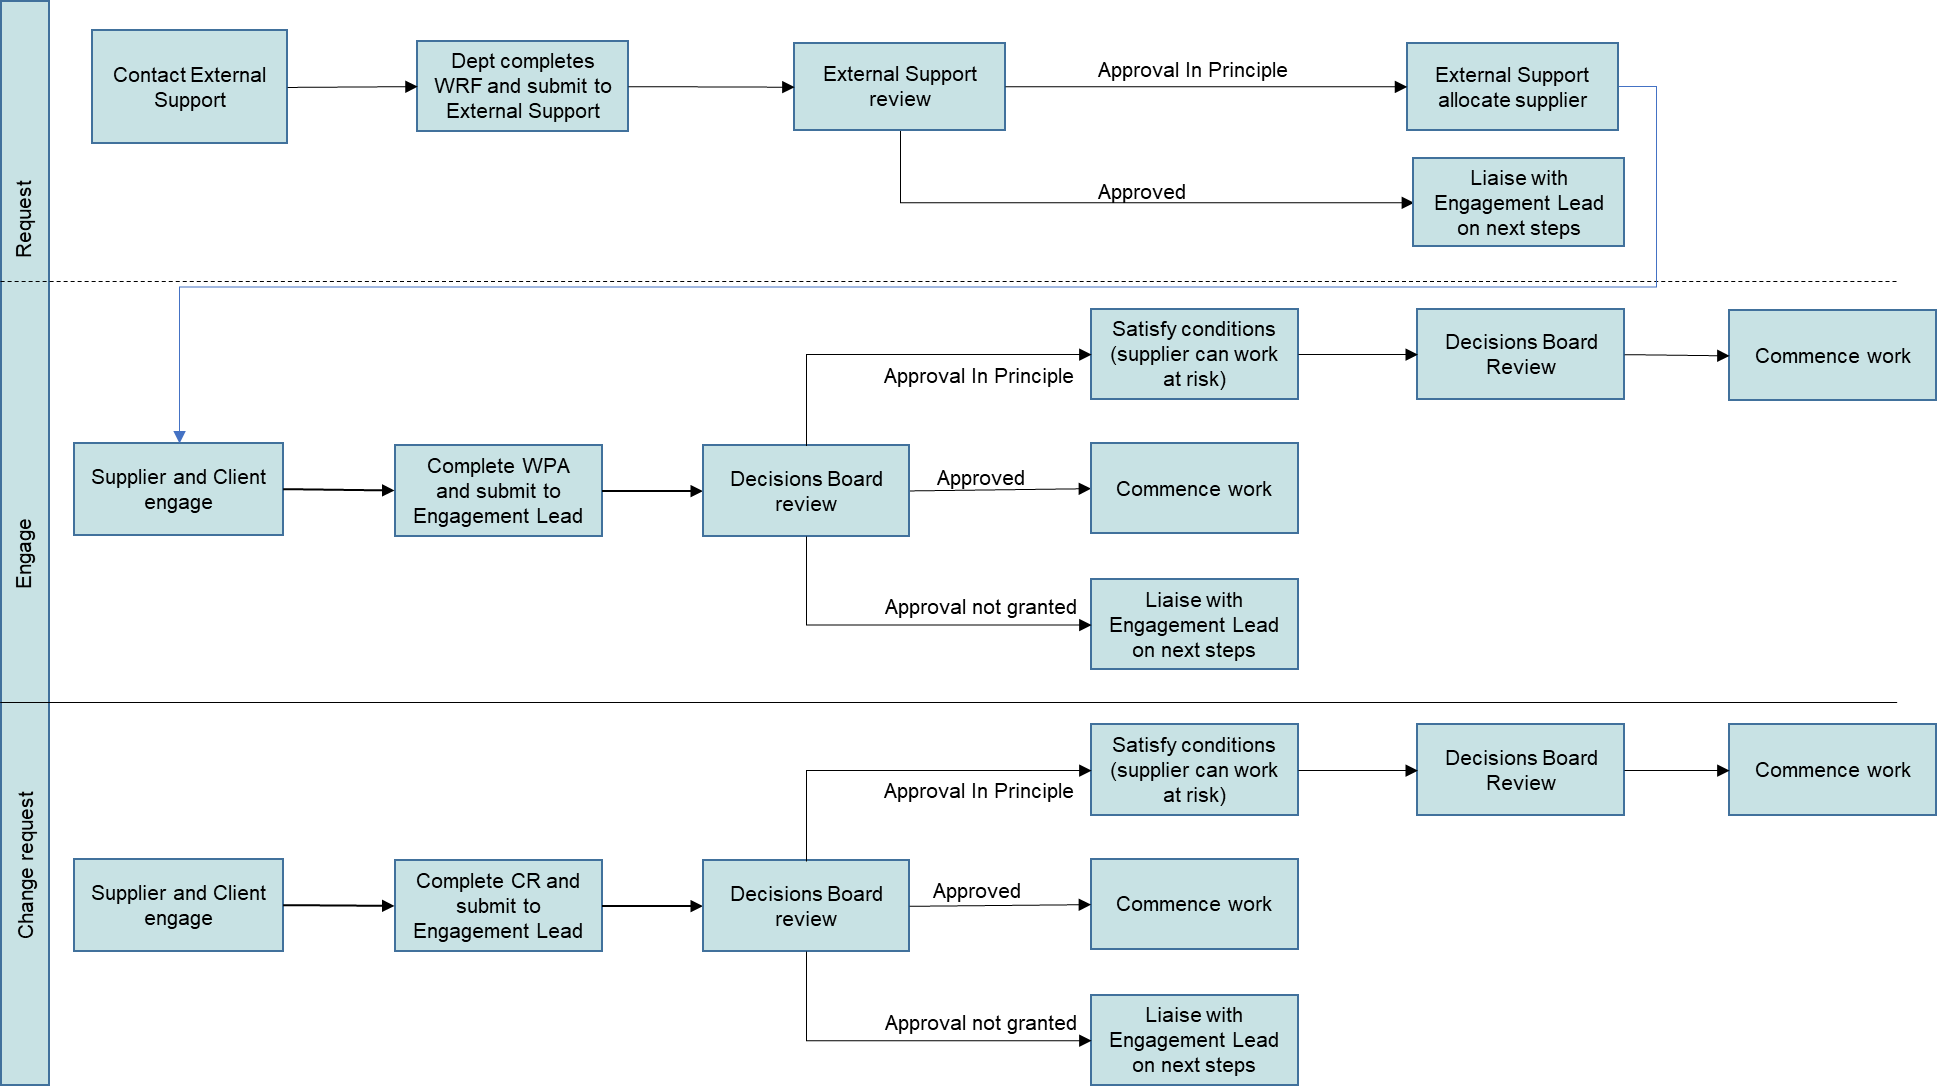 Request
Contact External
Support
Dept completes
WRF and submit to
External Support
External Support
review
Approval In Principle
External Support
allocate supplier
Approved
Liaise with
Engagement Lead
on next steps
Engage
Supplier and Client
engage
Complete WPA
and submit to
Engagement Lead
Decisions Board
review
Approval In Principle
Satisfy conditions
(supplier can work
at risk)
Decisions Board
Review
Commence work
Approved
Commence work
Approval not granted
Liaise with
Engagement Lead
on next steps
Change request
Supplier and Client
engage
Complete CR and
submit to
Engagement Lead
Decisions Board
review
Approval In Principle
Satisfy conditions
(supplier can work
at risk)
Decisions Board
Review
Commence work
Approved
Commence work
Approval not granted
Liaise with
Engagement Lead
on next steps